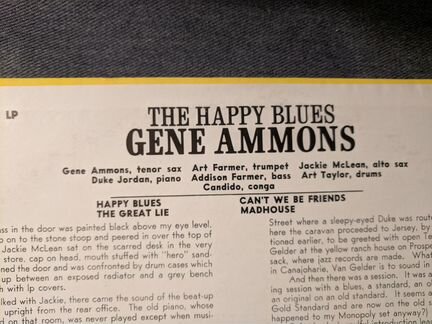 LP
THE HAPPY BLUES
GENE AMMONS
Gene Ammons, tenor sax Art Farmer, trumpet Jackie McLean, alto sax
Duke Jordan, piano Addison Farmer, bass Art Taylor, drums
Candido, conga
HAPPY BLUES
THE GREAT LIE
CAN'T WE BE FRIENDS
MADHOUSE
in the door was painted black above my eye level,
on to the stone stoop and peered in over the top of
Jackie McLean sat on the scarred desk in the very
store, cap on head, mouth stuffed with "hero" sand-
the door and was confronted by drum cases which
up between an exposed radiator and a grey bench
with lp covers.
with Jackie, there came the sound of the beat-up
upright from the rear office. The old piano, whose
on that room, was never played except when musi-
Street where a sleepy-eyed Duke was
here the caravan proceeded to Jersey, by
tioned earlier, to be greeted with open
Gelder at the yellow ranch house on
sack, where jazz records are made.
in Canajoharie, Van Gelder is to sound in
And then there was a session. It was
ing session with a blues, a standard, an
an original on an old standard. It seems a
Gold Standard and are now on the old
happened to my Monopoly set anyway?)